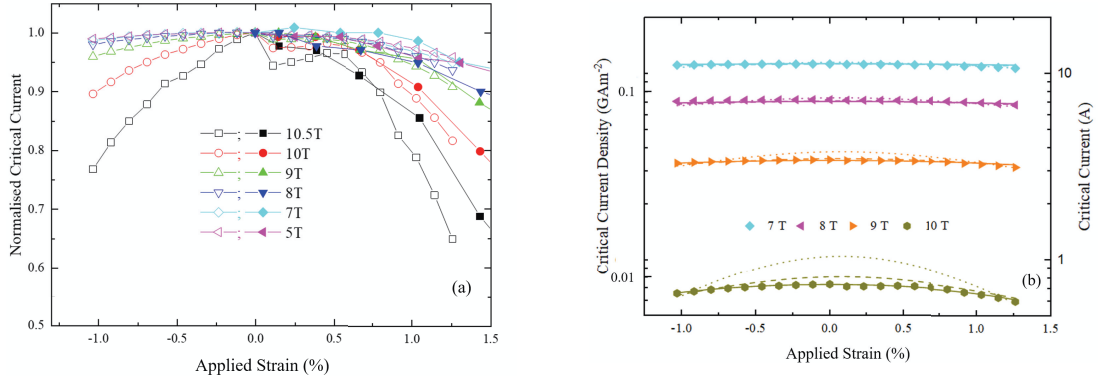 (a)
1.0
0.9
0.8
0.7
0.6
0.5
Normalised Critical Current
10.5T
10T
9T
8T
7T
5T
-1.0 -0.5 0.0 0.5 1.0 1.5
Applied Strain (%)
0.1
0.01
Critical Current Density (GAm-2)
7 T 8 T 9 T 10 T
(b)
10
1
Critical Current (A)
-1.0 -0.5 0.0 0.5 1.0 1.5
Applied Strain (%)